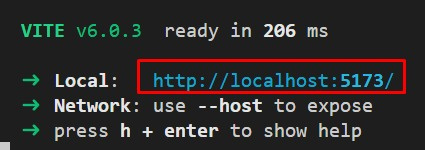 VITE v6.0.3 ready in 206 ms
➜ Local: http://localhost:5173/
➜ Network: use --host to expose
➜ press h + enter to show help